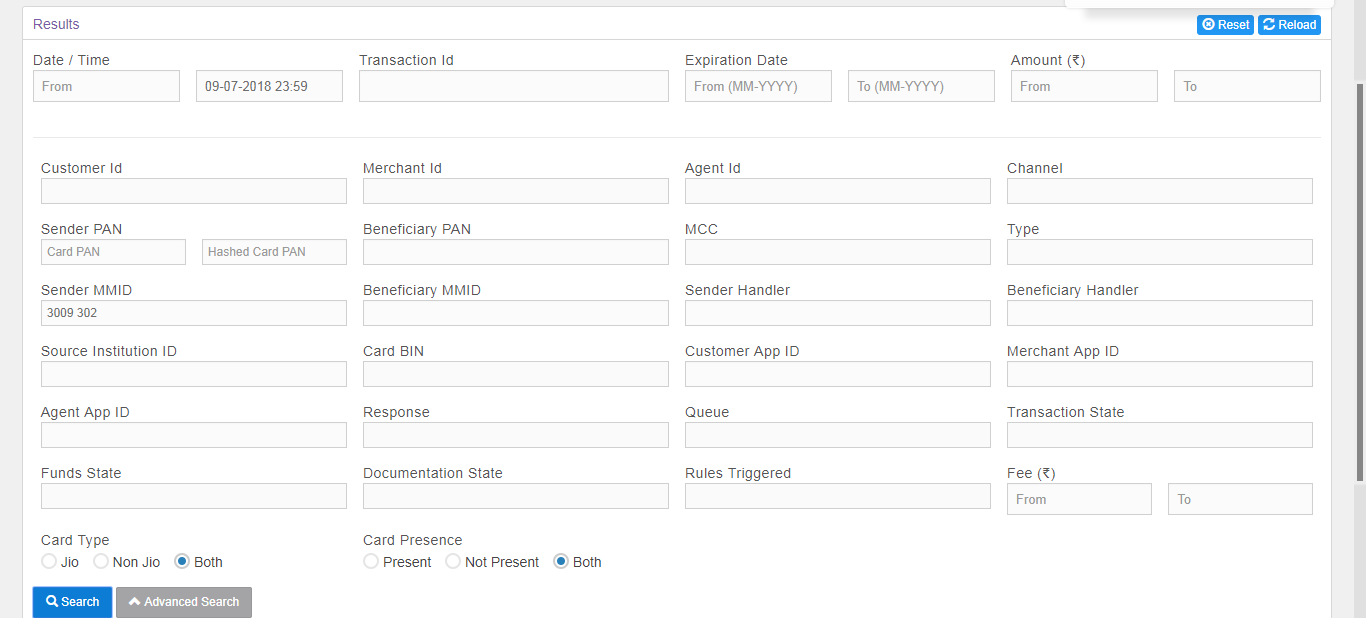 Results
Reset Reload
Date / Time Transaction Id Expiration Date Amount (₹)
From 09-07-2018 23:59 From (MM-YYYY) To (MM-YYYY) From To
Customer Id Merchant Id Agent Id Channel
Sender PAN Beneficiary PAN MCC Type
Card PAN Hashed Card PAN
Sender MMID Beneficiary MMID Sender Handler Beneficiary Handler
3009 302
Source Institution ID Card BIN Customer App ID Merchant App ID
Agent App ID Response Queue Transaction State
Funds State Documentation State Rules Triggered Fee (₹)
From To
Card Type Card Presence
Jio Non Jio Both Present Not Present Both
Search Advanced Search